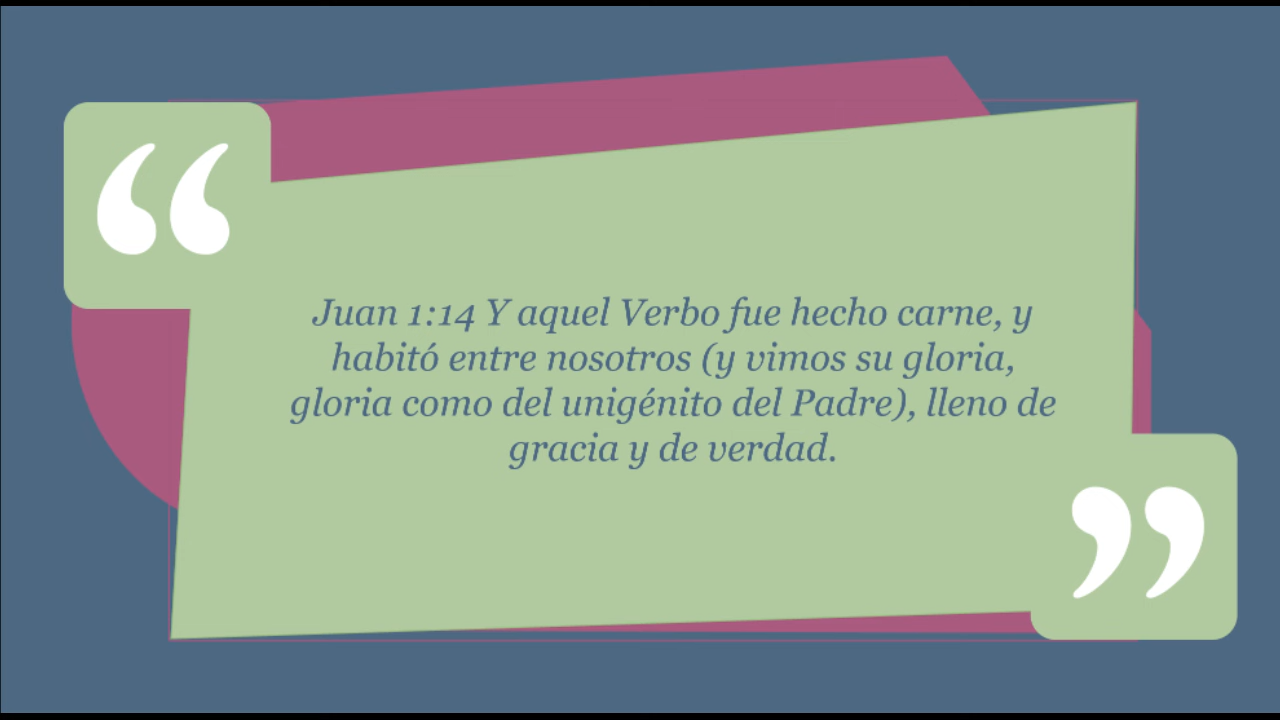 “
Juan 1:14 Y aquel Verbo fue hecho carne, y
habitó entre nosotros (y vimos su gloria,
gloria como del unigénito del Padre), lleno de
gracia y de verdad.
”